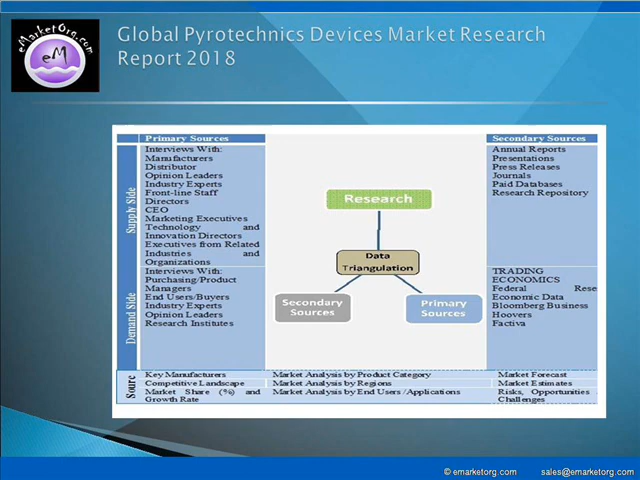 eMarketOrg.com
eM
Global Pyrotechnics Devices Market Research
Report 2018
Primary Sources
Secondary Sources
Supply Side
Interviews With:
Manufacturers
Distributor
Opinion Leaders
Industry Experts
Front-line Staff
Directors
CEO
Marketing Executives
Technology and
Innovation Directors
Executives from Related
Industries and
Organizations
Annual Reports
Presentations
Press Releases
Journals
Paid Databases
Research Repository
Research
Data
Triangulation
Secondary
Sources
Primary
Sources
Demand Side
Interviews With:
Purchasing/Product
Managers
End Users/Buyers
Industry Experts
Opinion Leaders
Research Institutes
TRADING
ECONOMICS
Federal Rese
Economic Data
Bloomberg Business
Hoovers
Factiva
Sourc
Key Manufacturers
Competitive Landscape
Market Share (%) and
Growth Rate
Market Analysis by Product Category
Market Analysis by Regions
Market Analysis by End Users /Applications
Market Forecast
Market Estimates
Risks, Opportunities
Challenges
© emarketorg.com sales@emarketorg.com